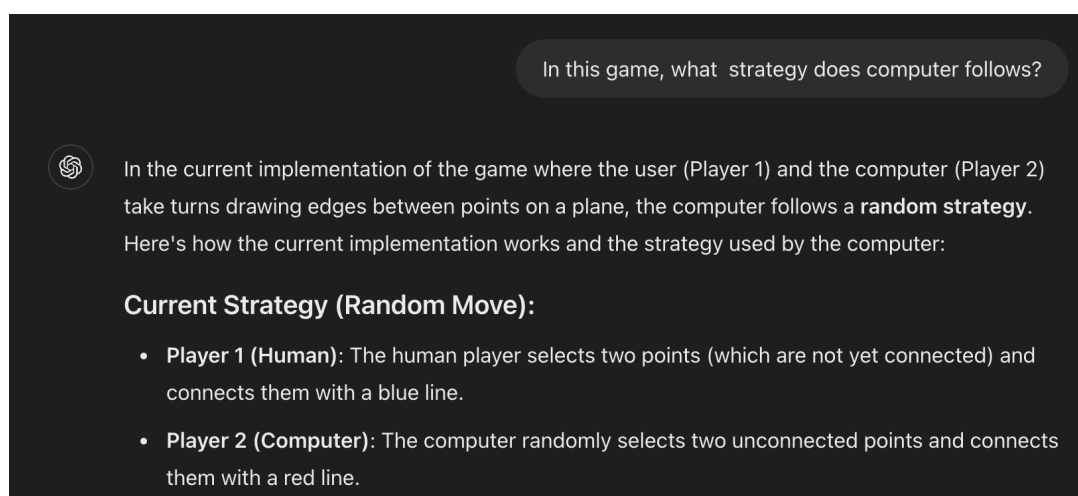 In this game, what  strategy does computer follows?
In the current implementation of the game where the user (Player 1) and the computer (Player 2)
take turns drawing edges between points on a plane, the computer follows a random strategy.
Here's how the current implementation works and the strategy used by the computer:
Current Strategy (Random Move):
• Player 1 (Human): The human player selects two points (which are not yet connected) and
connects them with a blue line.
• Player 2 (Computer): The computer randomly selects two unconnected points and connects
them with a red line.